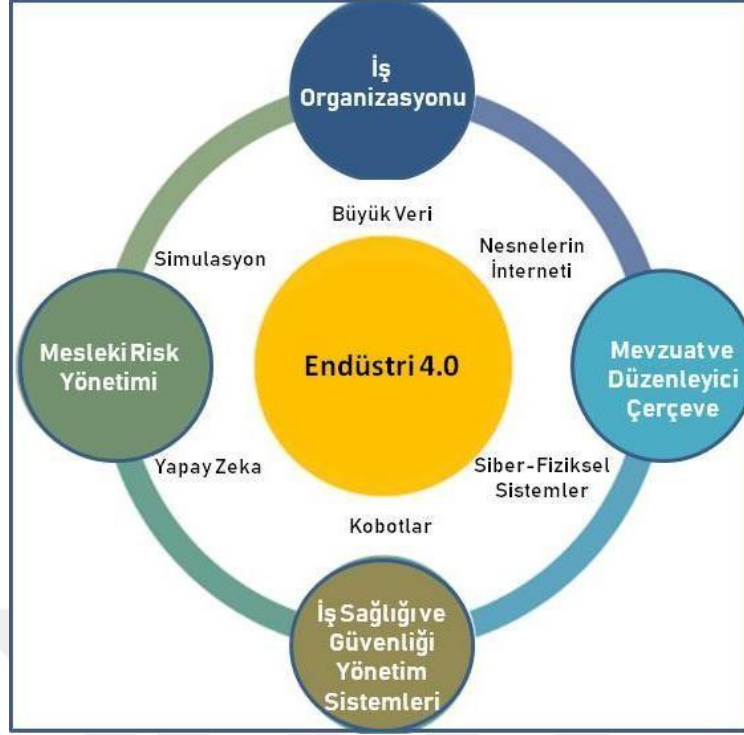 İş
Organizasyonu
Büyük Veri
Nesnelerin
İnterneti
Simulasyon
Mesleki Risk
Yönetimi
Endüstri 4.0
Mevzuat ve
Düzenleyici
Çerçeve
Yapay Zeka
Siber-Fiziksel
Sistemler
Kobotlar
İş Sağlığı ve
Güvenliği
Yönetim
Sistemleri